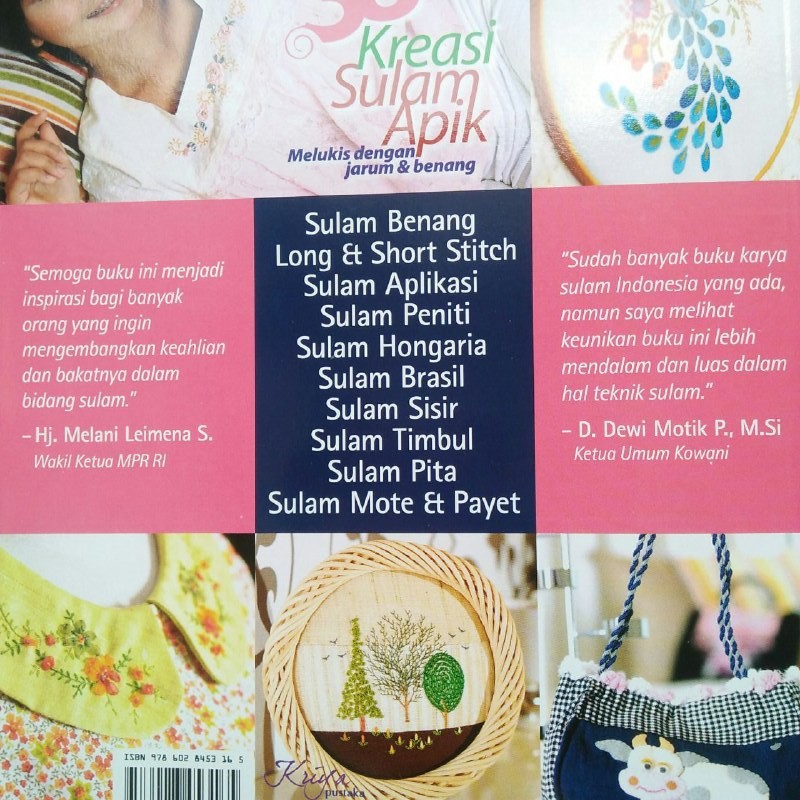 Kreasi
Sulam
Apik
Melukis dengan
jarum & benang
"Semoga buku ini menjadi
inspirasi bagi banyak
orang yang ingin
mengembangkan keahlian
dan bakatnya dalam
bidang sulam."
– Hj. Melani Leimena S.
Wakil Ketua MPR RI
Sulam Benang
Long & Short Stitch
Sulam Aplikasi
Sulam Peniti
Sulam Hongaria
Sulam Brasil
Sulam Sisir
Sulam Timbul
Sulam Pita
Sulam Mote & Payet
"Sudah banyak buku karya
sulam Indonesia yang ada,
namun saya melihat
keunikan buku ini lebih
mendalam dan luas dalam
hal teknik sulam."
– D. Dewi Motik P., M.Si
Ketua Umum Kowani
ISBN 978 602 8453 16 5
Kriya
pustaka